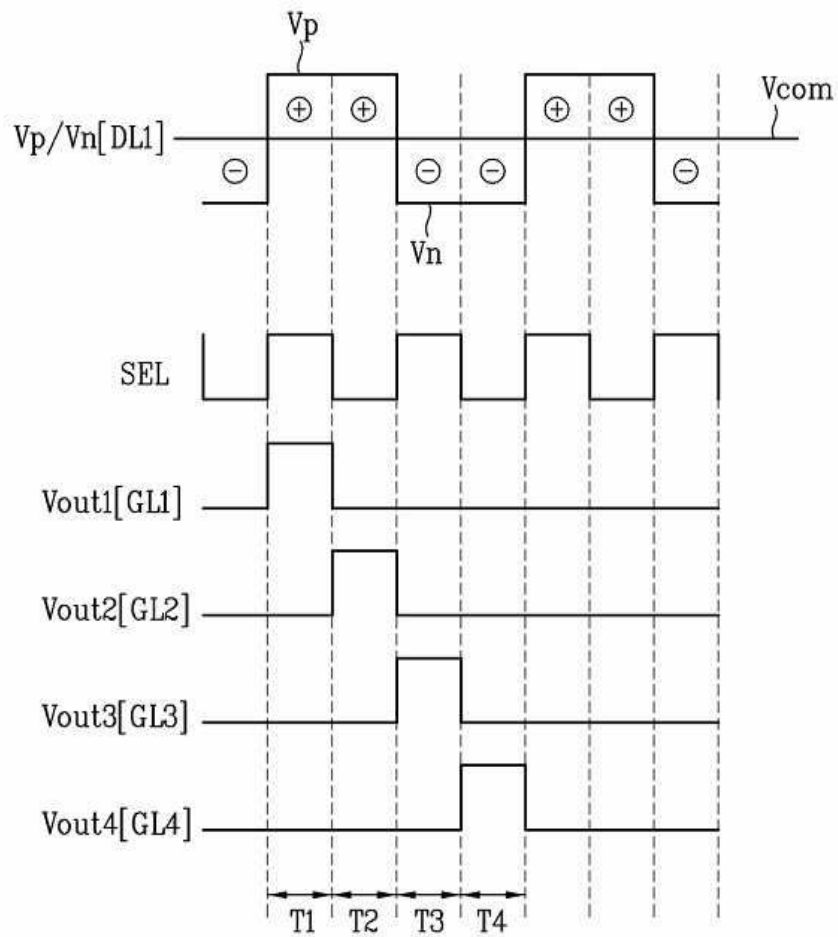 Vp
Vcom
Vp/Vn[DL1]
+ + + +
− − − −
Vn
SEL
Vout1[GL1]
Vout2[GL2]
Vout3[GL3]
Vout4[GL4]
T1 T2 T3 T4